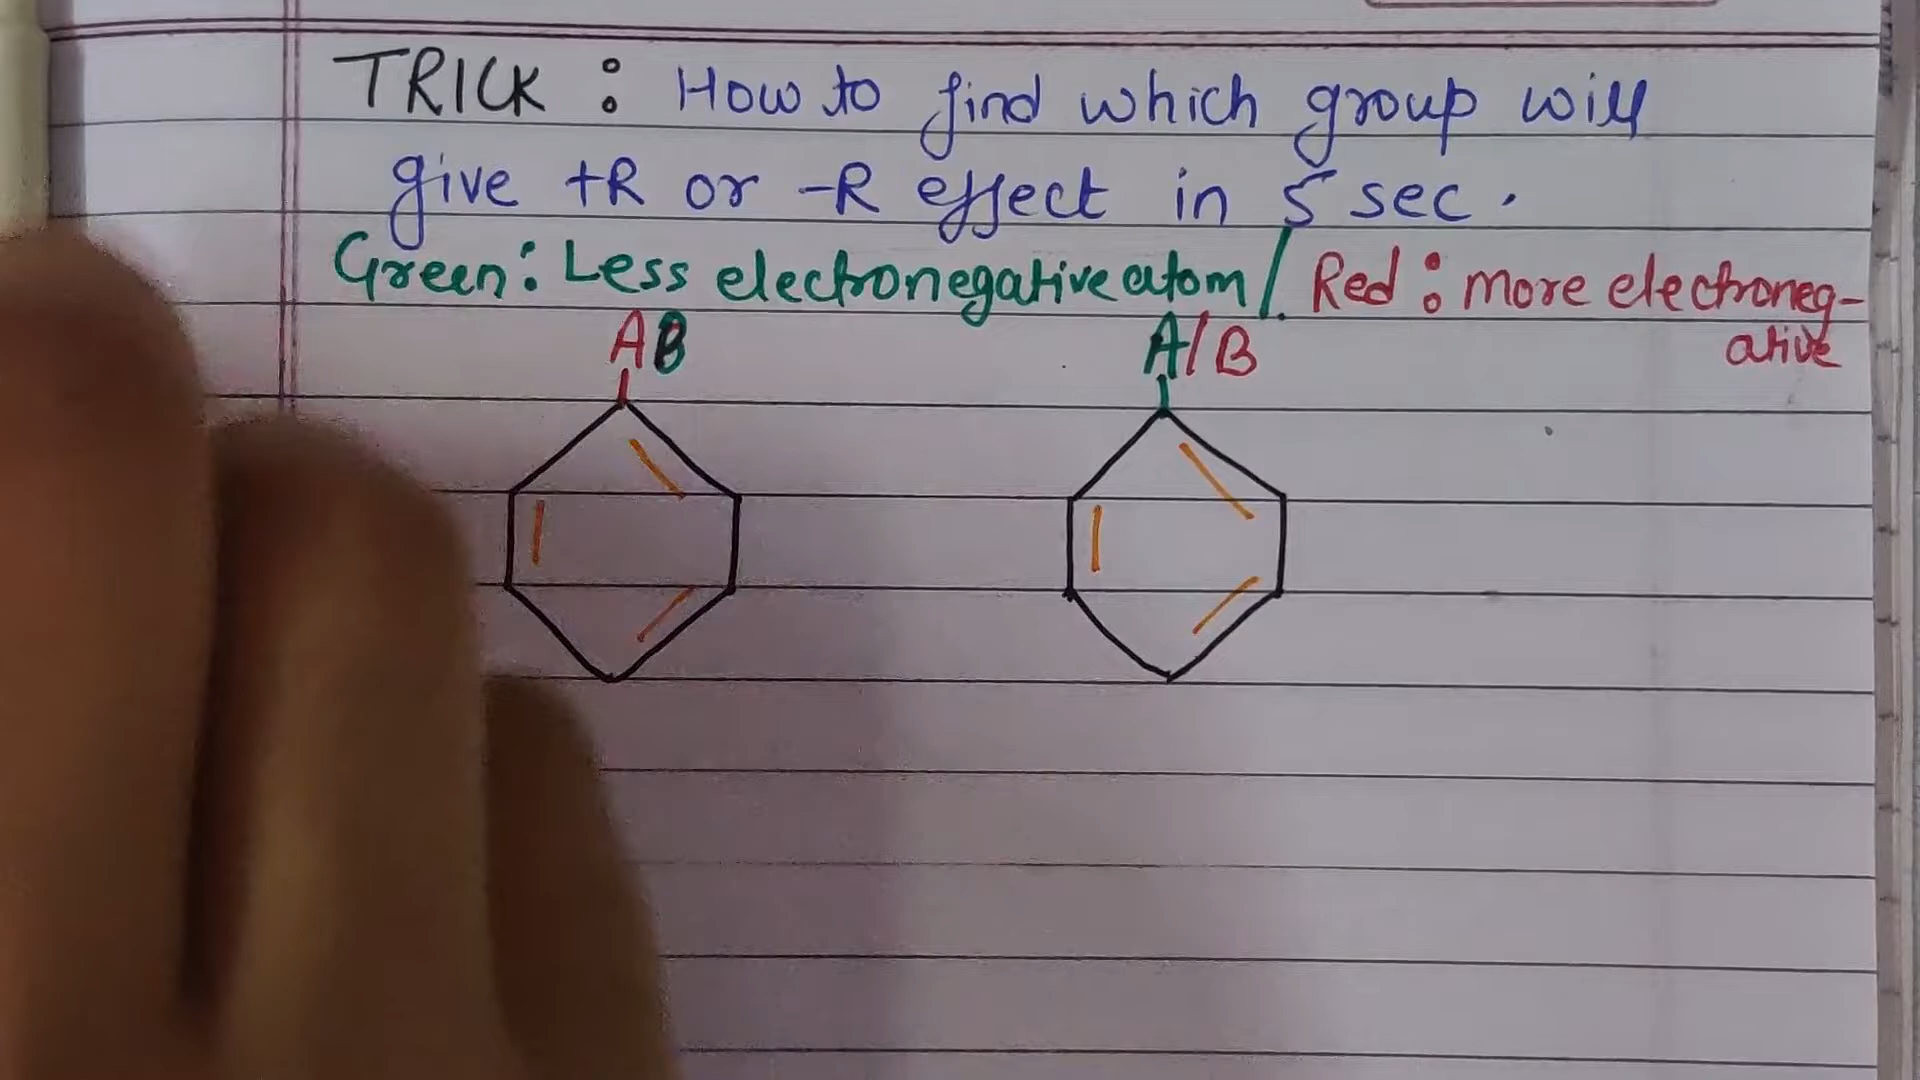 TRICK : How to find which group will
give +R or -R effect in 5 sec.
Green: Less electronegative atom / Red : more electroneg-
ative
AB
A/B